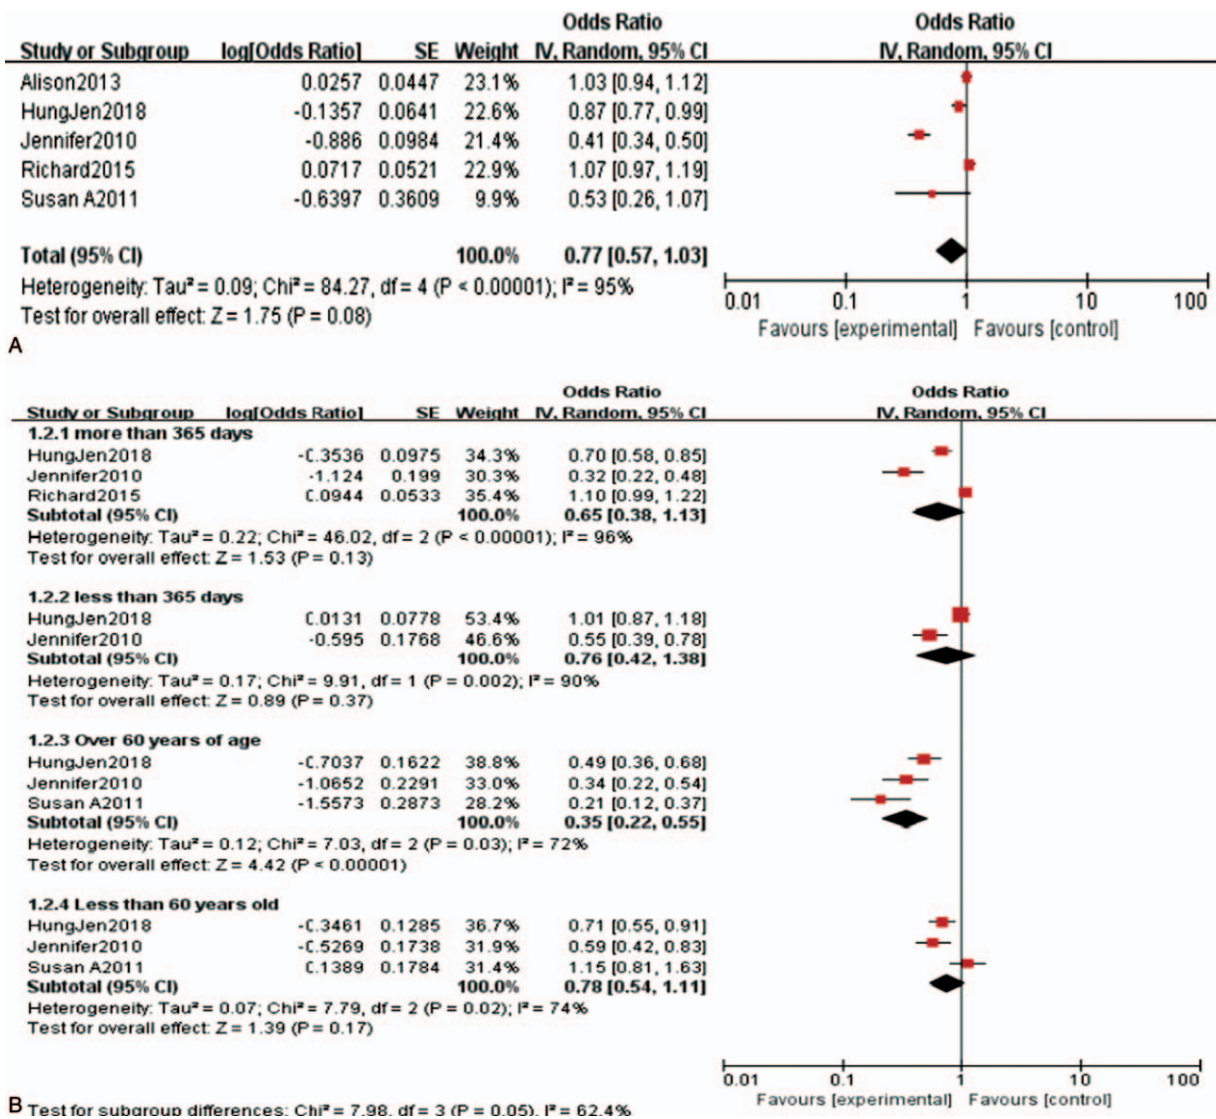 Odds Ratio Odds Ratio
Study or Subgroup log[Odds Ratio] SE Weight IV, Random, 95% CI IV, Random, 95% CI
Alison2013 0.0257 0.0447 23.1% 1.03 [0.94, 1.12]
HungJen2018 -0.1357 0.0641 22.6% 0.87 [0.77, 0.99]
Jennifer2010 -0.886 0.0984 21.4% 0.41 [0.34, 0.50]
Richard2015 0.0717 0.0521 22.9% 1.07 [0.97, 1.19]
Susan A2011 -0.6397 0.3609 9.9% 0.53 [0.26, 1.07]
Total (95% CI) 100.0% 0.77 [0.57, 1.03]
Heterogeneity: Tau² = 0.09; Chi² = 84.27, df = 4 (P < 0.00001); I² = 95%
Test for overall effect: Z = 1.75 (P = 0.08)
0.01 0.1 1 10 100
Favours [experimental] Favours [control]
A
Odds Ratio Odds Ratio
Study or Subgroup log[Odds Ratio] SE Weight IV, Random, 95% CI IV, Random, 95% CI
1.2.1 more than 365 days
HungJen2018 -0.3536 0.0975 34.3% 0.70 [0.58, 0.85]
Jennifer2010 -1.124 0.199 30.3% 0.32 [0.22, 0.48]
Richard2015 0.0944 0.0533 35.4% 1.10 [0.99, 1.22]
Subtotal (95% CI) 100.0% 0.65 [0.38, 1.13]
Heterogeneity: Tau² = 0.22; Chi² = 46.02, df = 2 (P < 0.00001); I² = 96%
Test for overall effect: Z = 1.53 (P = 0.13)
1.2.2 less than 365 days
HungJen2018 0.0131 0.0778 53.4% 1.01 [0.87, 1.18]
Jennifer2010 -0.595 0.1768 46.6% 0.55 [0.39, 0.78]
Subtotal (95% CI) 100.0% 0.76 [0.42, 1.38]
Heterogeneity: Tau² = 0.17; Chi² = 9.91, df = 1 (P = 0.002); I² = 90%
Test for overall effect: Z = 0.89 (P = 0.37)
1.2.3 Over 60 years of age
HungJen2018 -0.7037 0.1622 38.8% 0.49 [0.36, 0.68]
Jennifer2010 -1.0652 0.2291 33.0% 0.34 [0.22, 0.54]
Susan A2011 -1.5573 0.2873 28.2% 0.21 [0.12, 0.37]
Subtotal (95% CI) 100.0% 0.35 [0.22, 0.55]
Heterogeneity: Tau² = 0.12; Chi² = 7.03, df = 2 (P = 0.03); I² = 72%
Test for overall effect: Z = 4.42 (P < 0.00001)
1.2.4 Less than 60 years old
HungJen2018 -0.3461 0.1285 36.7% 0.71 [0.55, 0.91]
Jennifer2010 -0.5269 0.1738 31.9% 0.59 [0.42, 0.83]
Susan A2011 0.1389 0.1784 31.4% 1.15 [0.81, 1.63]
Subtotal (95% CI) 100.0% 0.78 [0.54, 1.11]
Heterogeneity: Tau² = 0.07; Chi² = 7.79, df = 2 (P = 0.02); I² = 74%
Test for overall effect: Z = 1.39 (P = 0.17)
0.01 0.1 1 10 100
Favours [experimental] Favours [control]
B Test for subgroup differences: Chi² = 7.98, df = 3 (P = 0.05), I² = 62.4%